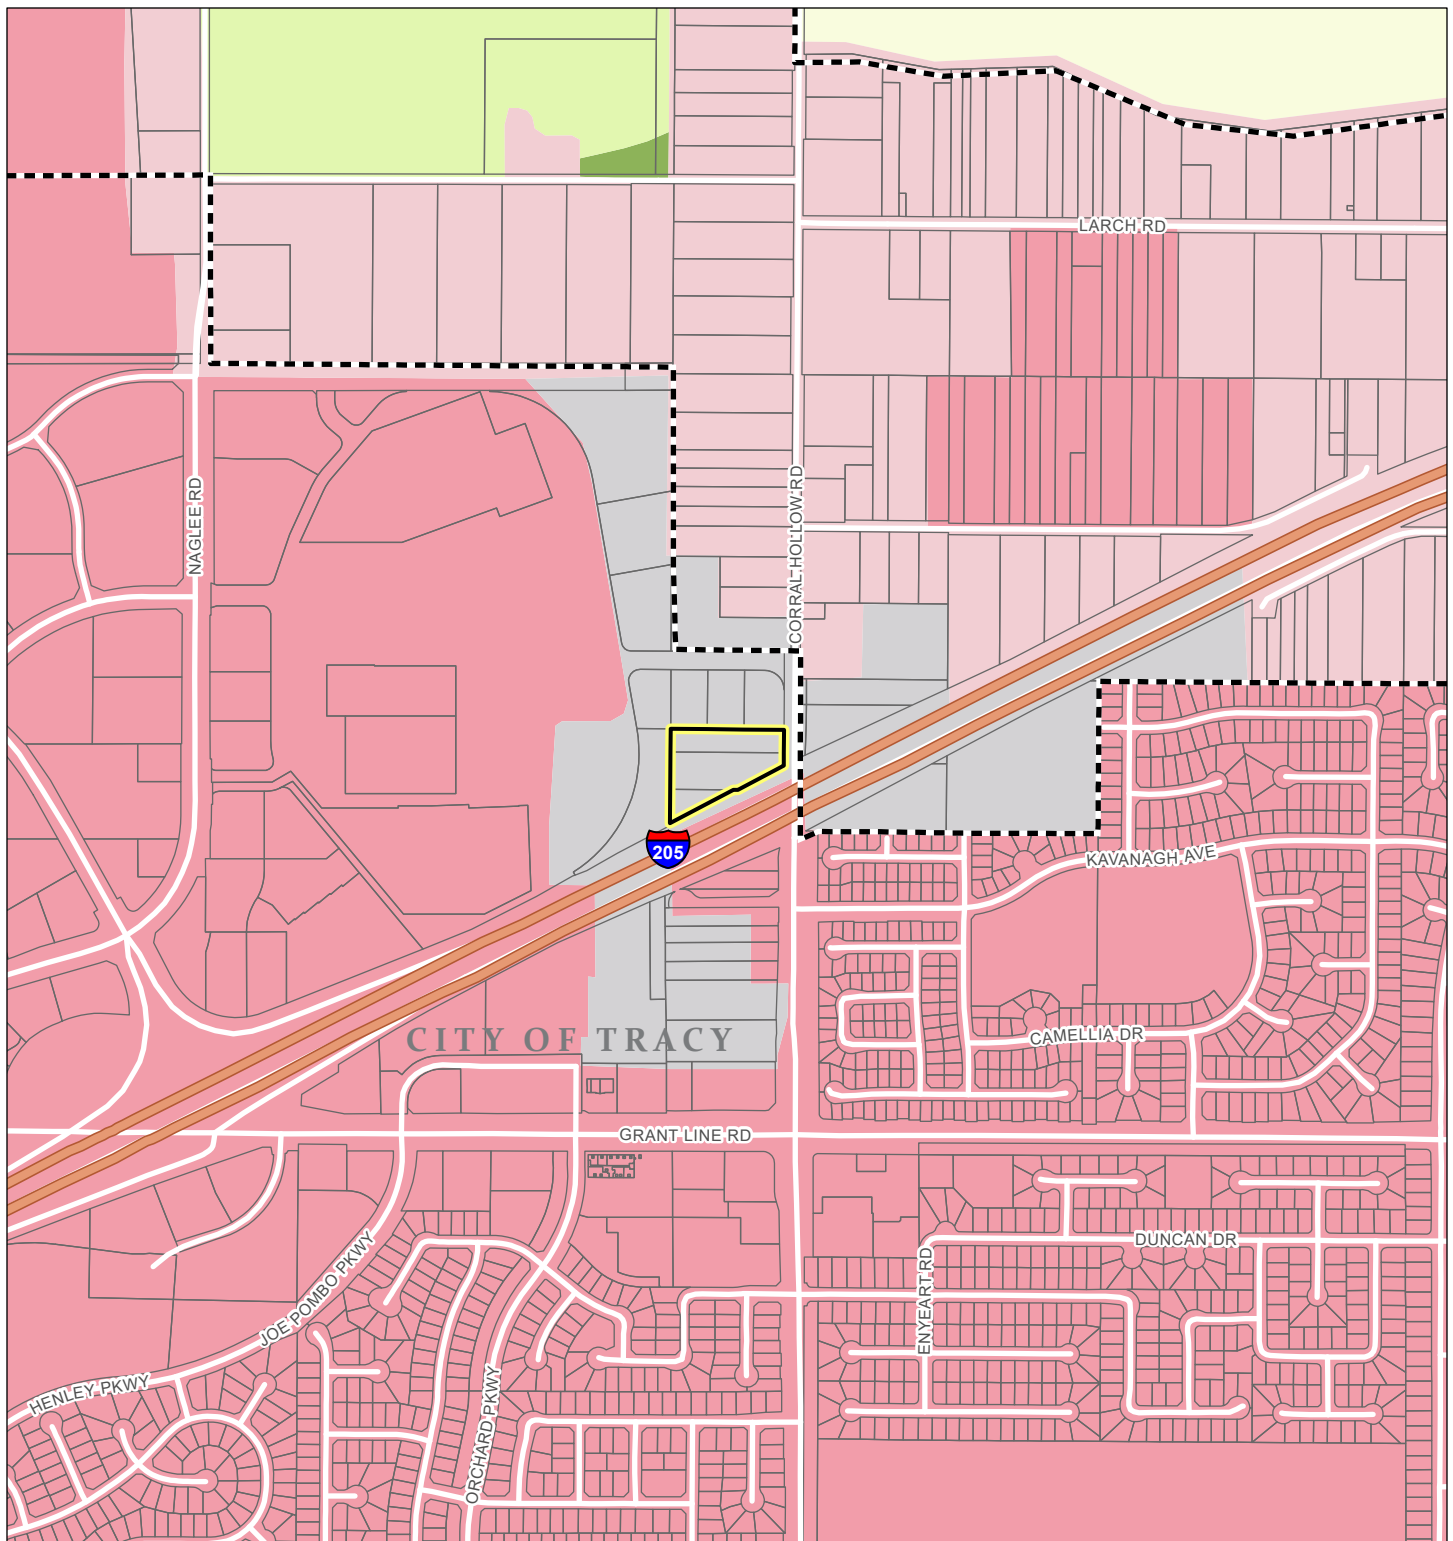 LARCH RD
NAGLEE RD
CORRAL HOLLOW RD
205
KAVANAGH AVE
CITY OF TRACY
CAMELLIA DR
GRANT LINE RD
DUNCAN DR
ENYEART RD
JOE POMBO PKWY
HENLEY PKWY
ORCHARD PKWY